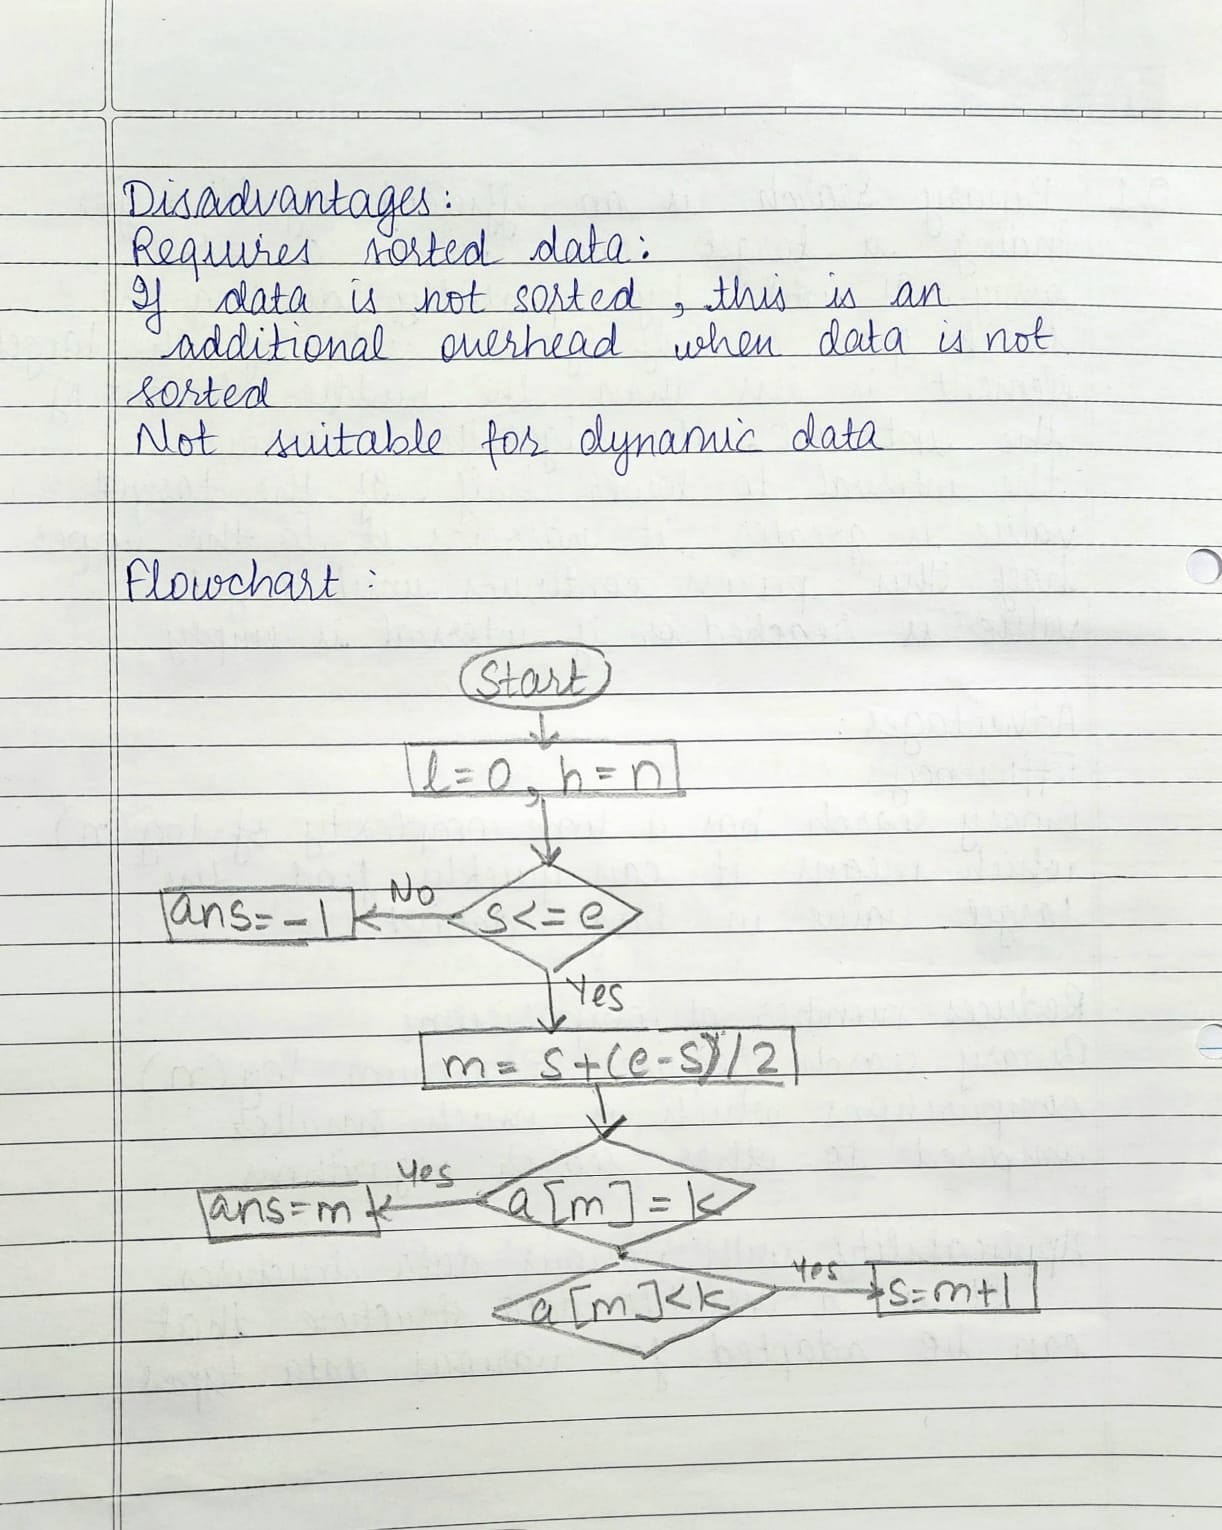 Disadvantages:
Requires sorted data:
If data is not sorted, this is an
additional overhead when data is not
sorted
Not suitable for dynamic data
Flowchart:
Start
l=0, h=n
No
ans=-1
s<=e
Yes
m= s+(e-s)/2
Yes
ans=m
a[m]=k
Yes
a[m]<k
s=m+1